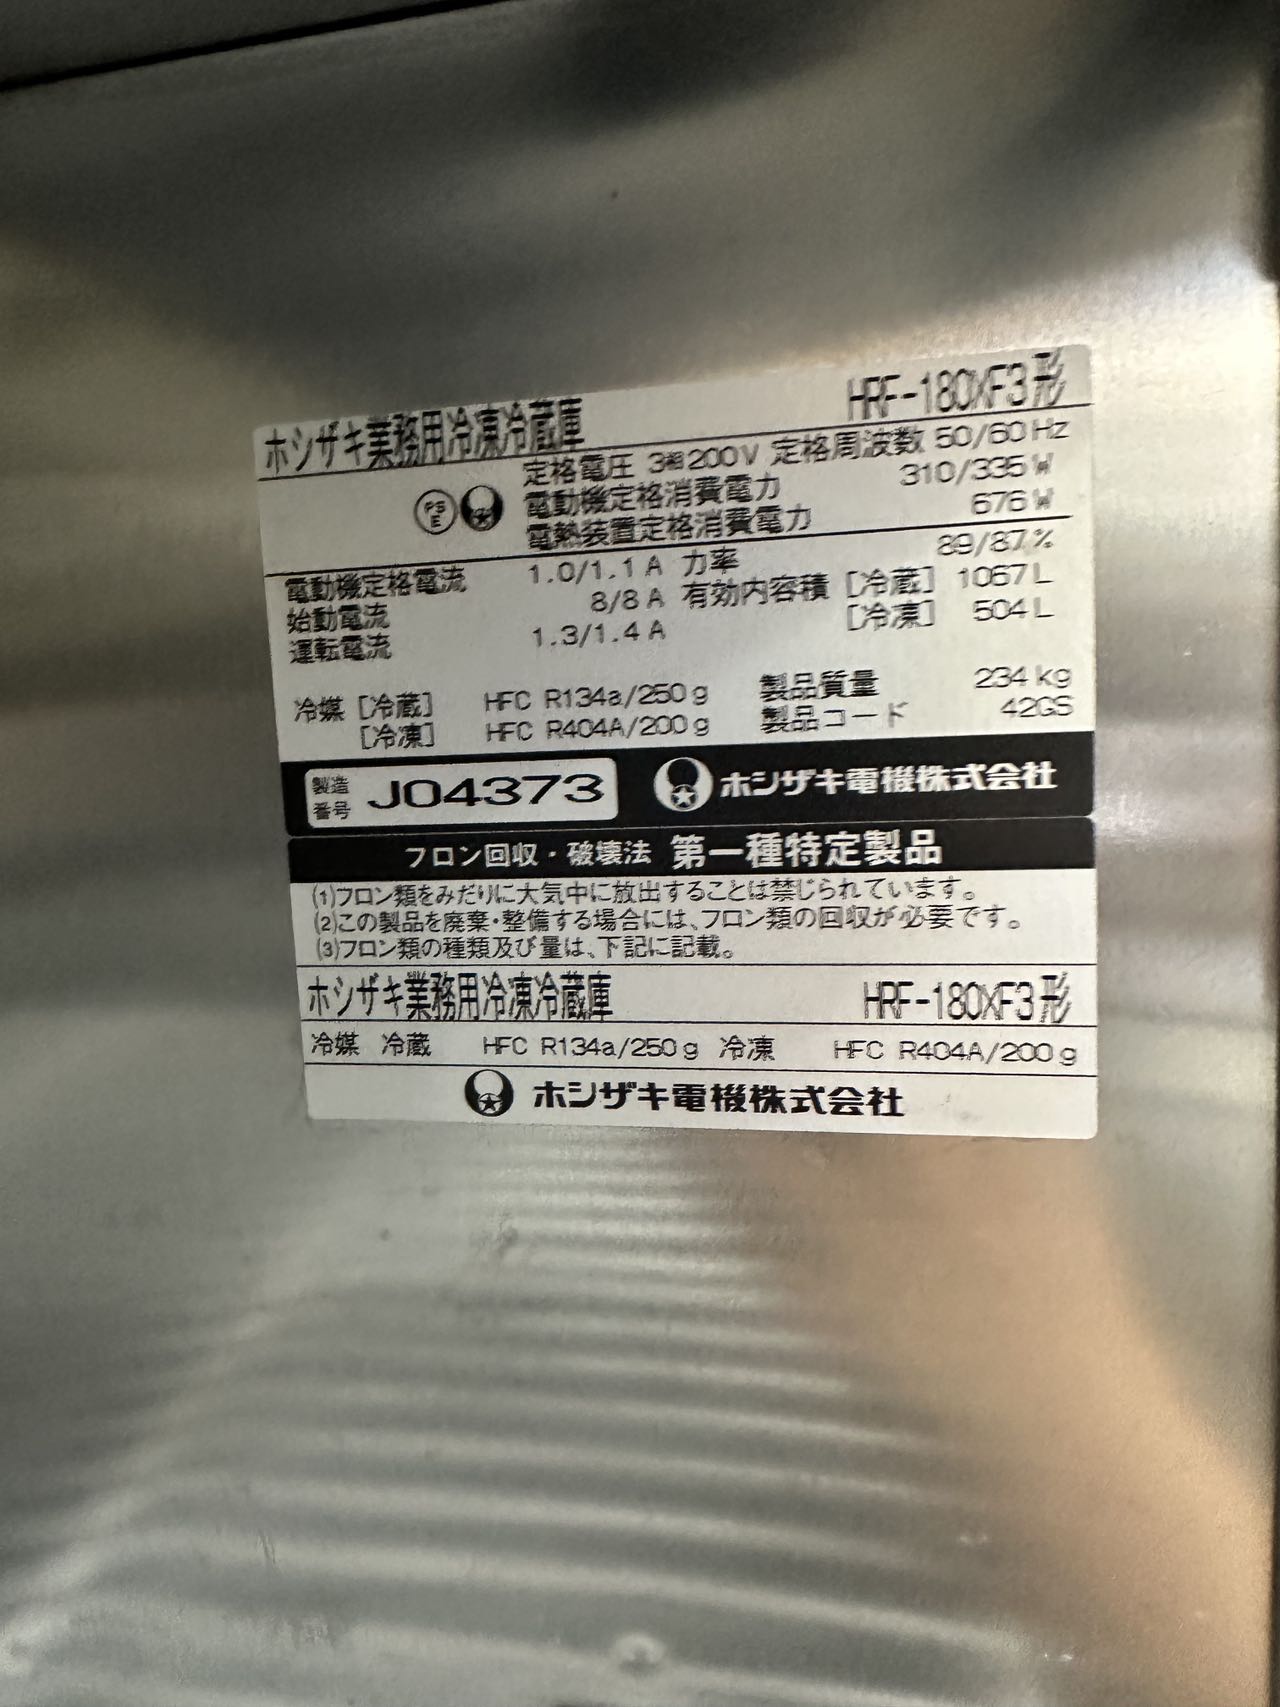 ホシザキ業務用冷凍冷蔵庫 HRF-180XF3形
定格電圧 3相200V 定格周波数 50/60Hz
電動機定格消費電力 310/335W
電熱装置定格消費電力 676W
PS
E
電動機定格電流 1.0/1.1A 力率 89/87%
始動電流 8/8A 有効内容積 [冷蔵] 1067L
運転電流 1.3/1.4A [冷凍] 504L
冷媒 [冷蔵] HFC R134a/250g 製品質量 234kg
[冷凍] HFC R404A/200g 製品コード 42GS
製造番号 J04373 ホシザキ電機株式会社
フロン回収・破壊法 第一種特定製品
(1)フロン類をみだりに大気中に放出することは禁じられています。
(2)この製品を廃棄・整備する場合には、フロン類の回収が必要です。
(3)フロン類の種類及び量は、下記に記載。
ホシザキ業務用冷凍冷蔵庫 HRF-180XF3形
冷媒 冷蔵 HFC R134a/250g 冷凍 HFC R404A/200g
ホシザキ電機株式会社